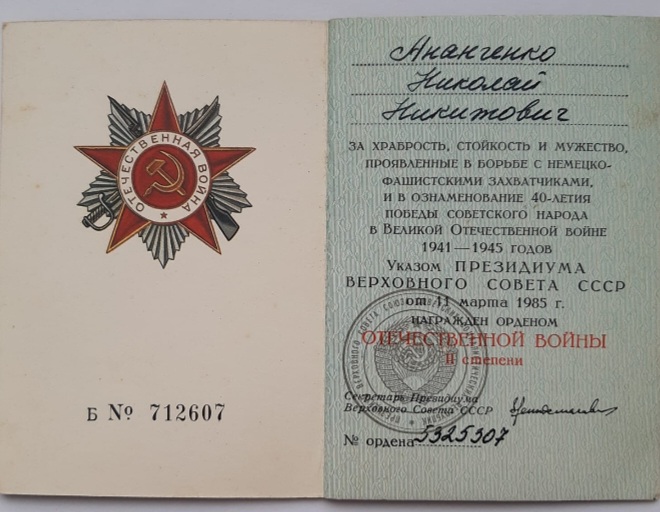 ОТЕЧЕСТВЕННАЯ ВОЙНА
Б № 712607
Ананченко
Николай
Никитович
ЗА ХРАБРОСТЬ, СТОЙКОСТЬ И МУЖЕСТВО,
ПРОЯВЛЕННЫЕ В БОРЬБЕ С НЕМЕЦКО-
ФАШИСТСКИМИ ЗАХВАТЧИКАМИ,
И В ОЗНАМЕНОВАНИЕ 40-ЛЕТИЯ
ПОБЕДЫ СОВЕТСКОГО НАРОДА
В ВЕЛИКОЙ ОТЕЧЕСТВЕННОЙ ВОЙНЕ
1941—1945 ГОДОВ
УКАЗОМ ПРЕЗИДИУМА
ВЕРХОВНОГО СОВЕТА СССР
от 11 марта 1985 г.
НАГРАЖДЕН ОРДЕНОМ
ОТЕЧЕСТВЕННОЙ ВОЙНЫ
II степени
Секретарь Президиума
Верховного Совета СССР
№ ордена 5325307